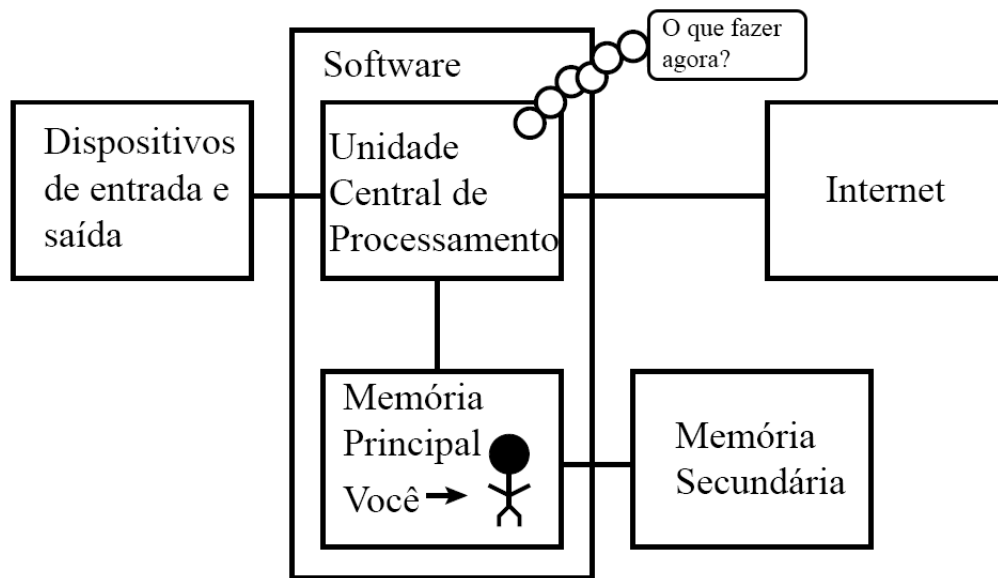 O que fazer
agora?
Software
Dispositivos
de entrada e
saída
Unidade
Central de
Processamento
Internet
Memória
Principal
Você
Memória
Secundária